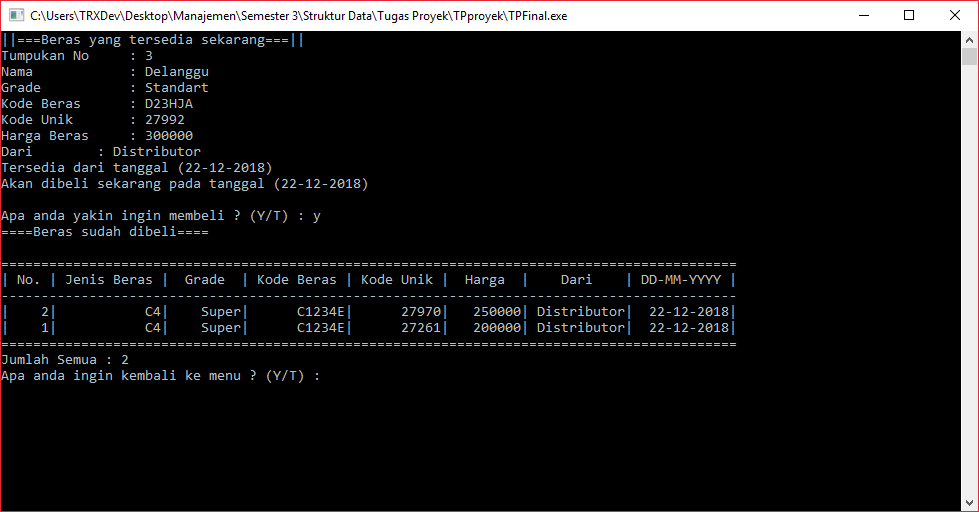 C:\Users\TRXDev\Desktop\Manajemen\Semester 3\Struktur Data\Tugas Proyek\TPproyek\TPFinal.exe
||===Beras yang tersedia sekarang===||
Tumpukan No     : 3
Nama            : Delanggu
Grade           : Standart
Kode Beras      : D23HJA
Kode Unik       : 27992
Harga Beras     : 300000
Dari        : Distributor
Tersedia dari tanggal (22-12-2018)
Akan dibeli sekarang pada tanggal (22-12-2018)
Apa anda yakin ingin membeli ? (Y/T) : y
====Beras sudah dibeli====
============================================================================================
| No. | Jenis Beras |  Grade  | Kode Beras | Kode Unik |  Harga  |    Dari    | DD-MM-YYYY |
--------------------------------------------------------------------------------------------
|    2|           C4|    Super|      C1234E|      27970|   250000| Distributor|  22-12-2018|
|    1|           C4|    Super|      C1234E|      27261|   200000| Distributor|  22-12-2018|
============================================================================================
Jumlah Semua : 2
Apa anda ingin kembali ke menu ? (Y/T) :